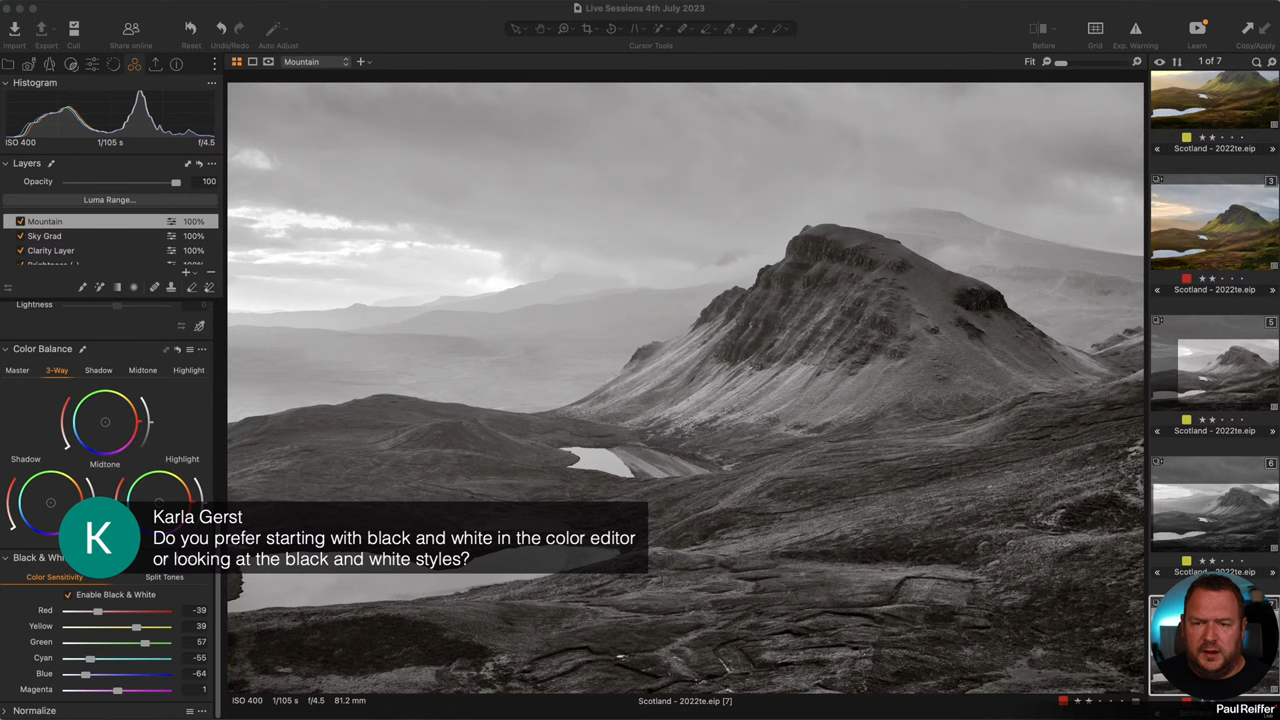 Live Sessions 4th July 2023
Import
Export
Cull
Share online
Reset
Undo/Redo
Auto Adjust
Cursor Tools
Before
Grid
Exp. Warning
Learn
Copy/Apply
Mountain
Fit
1 of 7
Histogram
ISO 400
1/105 s
f/4.5
Layers
Opacity
100
Luma Range...
Mountain
100%
Sky Grad
100%
Clarity Layer
100%
Lightness
0
Color Balance
Master
3-Way
Shadow
Midtone
Highlight
Shadow
Midtone
Highlight
K
Karla Gerst
Do you prefer starting with black and white in the color editor
or looking at the black and white styles?
Black & Wh
Color Sensitivity
Split Tones
Enable Black & White
Red -39
Yellow 39
Green 57
Cyan -55
Blue -64
Magenta 1
Normalize
ISO 400
1/105 s
f/4.5
81.2 mm
Scotland - 2022te.eip [7]
Scotland - 2022te.eip
3
Scotland - 2022te.eip
5
Scotland - 2022te.eip
6
Scotland - 2022te.eip
Paul Reiffer
Live